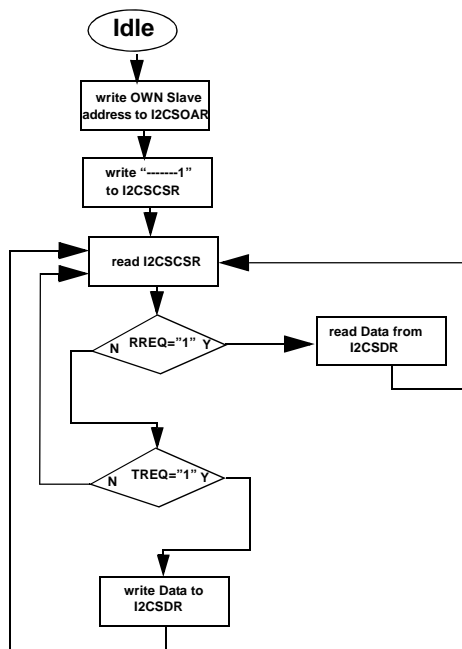 Idle
write OWN Slave
address to I2CSOAR
write “-------1”
to I2CSCSR
read I2CSCSR
N RREQ=”1” Y
read Data from
I2CSDR
N TREQ=”1” Y
write Data to
I2CSDR